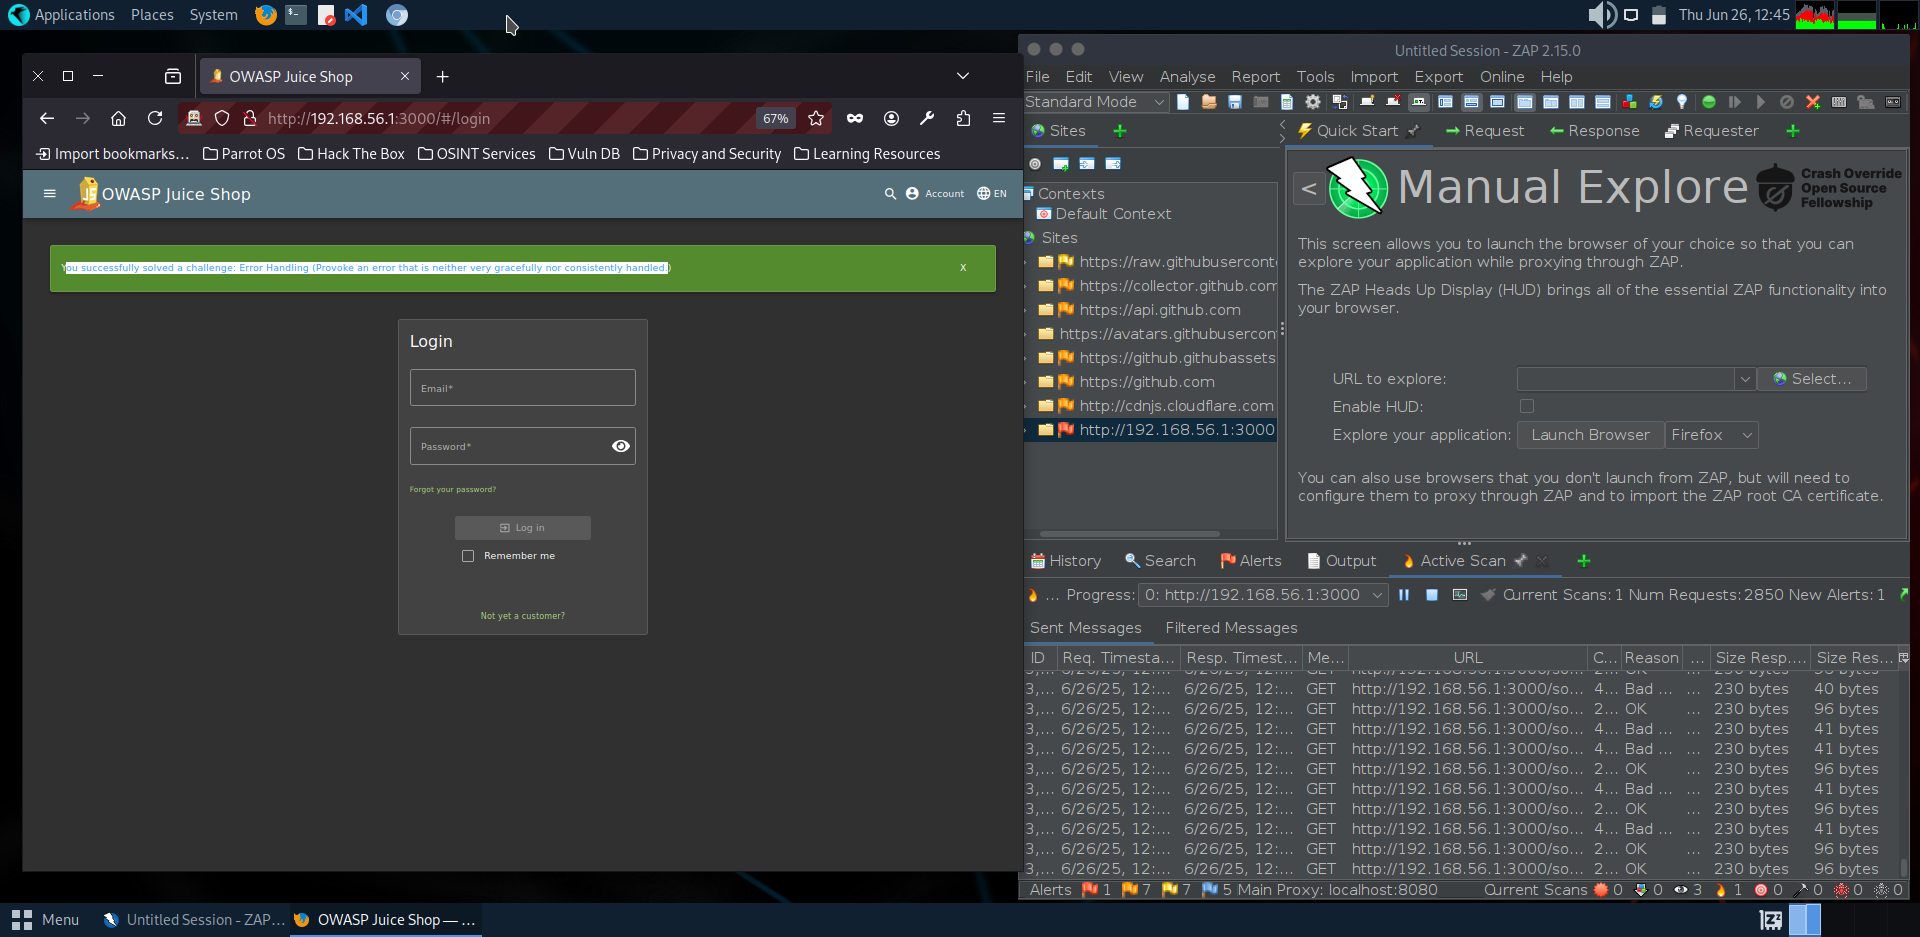 Applications Places System
Thu Jun 26, 12:45
OWASP Juice Shop
http://192.168.56.1:3000/#/login
67%
Import bookmarks... Parrot OS Hack The Box OSINT Services Vuln DB Privacy and Security Learning Resources
OWASP Juice Shop
Account
EN
You successfully solved a challenge: Error Handling (Provoke an error that is neither very gracefully nor consistently handled.)
X
Login
Email*
Password*
Forgot your password?
Log in
Remember me
Not yet a customer?
Untitled Session - ZAP 2.15.0
File Edit View Analyse Report Tools Import Export Online Help
Standard Mode
Sites
Quick Start Request Response Requester
Contexts
Default Context
Sites
https://raw.githubusercont
https://collector.github.com
https://api.github.com
https://avatars.githubusercon
https://github.githubassets
https://github.com
http://cdnjs.cloudflare.com
http://192.168.56.1:3000
<
Manual Explore
Crash Override
Open Source
Fellowship
This screen allows you to launch the browser of your choice so that you can
explore your application while proxying through ZAP.
The ZAP Heads Up Display (HUD) brings all of the essential ZAP functionality into
your browser.
URL to explore:
Select...
Enable HUD:
Explore your application: Launch Browser Firefox
You can also use browsers that you don't launch from ZAP, but will need to
configure them to proxy through ZAP and to import the ZAP root CA certificate.
History Search Alerts Output Active Scan
... Progress: 0: http://192.168.56.1:3000 Current Scans: 1 Num Requests: 2850 New Alerts: 1
Sent Messages Filtered Messages
ID Req. Timesta... Resp. Timest... Me... URL C... Reason ... Size Resp.... Size Res...
3,... 6/26/25, 12:... 6/26/25, 12:... GET http://192.168.56.1:3000/so... 4... Bad ... ... 230 bytes 40 bytes
3,... 6/26/25, 12:... 6/26/25, 12:... GET http://192.168.56.1:3000/so... 2... OK ... 230 bytes 96 bytes
3,... 6/26/25, 12:... 6/26/25, 12:... GET http://192.168.56.1:3000/so... 4... Bad ... ... 230 bytes 41 bytes
3,... 6/26/25, 12:... 6/26/25, 12:... GET http://192.168.56.1:3000/so... 4... Bad ... ... 230 bytes 41 bytes
3,... 6/26/25, 12:... 6/26/25, 12:... GET http://192.168.56.1:3000/so... 2... OK ... 230 bytes 96 bytes
3,... 6/26/25, 12:... 6/26/25, 12:... GET http://192.168.56.1:3000/so... 4... Bad ... ... 230 bytes 41 bytes
3,... 6/26/25, 12:... 6/26/25, 12:... GET http://192.168.56.1:3000/so... 2... OK ... 230 bytes 96 bytes
3,... 6/26/25, 12:... 6/26/25, 12:... GET http://192.168.56.1:3000/so... 4... Bad ... ... 230 bytes 41 bytes
3,... 6/26/25, 12:... 6/26/25, 12:... GET http://192.168.56.1:3000/so... 2... OK ... 230 bytes 96 bytes
3,... 6/26/25, 12:... 6/26/25, 12:... GET http://192.168.56.1:3000/so... 2... OK ... 230 bytes 96 bytes
Alerts 1 7 7 5 Main Proxy: localhost:8080 Current Scans 0 0 3 1 0 0 0 0
Menu Untitled Session - ZAP... OWASP Juice Shop — ...